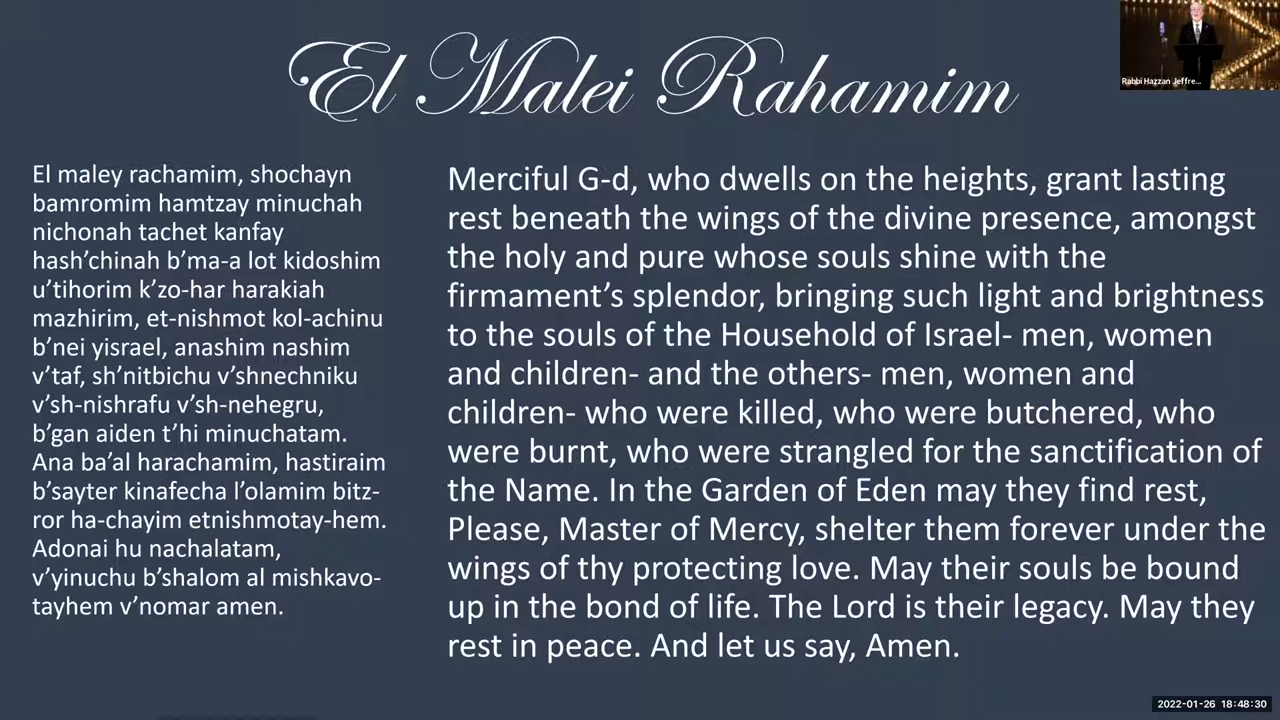 El Malei Rahamim
Rabbi Hazzan Jeffre...
El maley rachamim, shochayn
bamromim hamtzay minuchah
nichonah tachet kanfay
hash’chinah b’ma-a lot kidoshim
u’tihorim k’zo-har harakiah
mazhirim, et-nishmot kol-achinu
b’nei yisrael, anashim nashim
v’taf, sh’nitbichu v’shnechniku
v’sh-nishrafu v’sh-nehegru,
b’gan aiden t’hi minuchatam.
Ana ba’al harachamim, hastiraim
b’sayter kinafecha l’olamim bitz-
ror ha-chayim etnishmotay-hem.
Adonai hu nachalatam,
v’yinuchu b’shalom al mishkavo-
tayhem v’nomar amen.
Merciful G-d, who dwells on the heights, grant lasting
rest beneath the wings of the divine presence, amongst
the holy and pure whose souls shine with the
firmament’s splendor, bringing such light and brightness
to the souls of the Household of Israel- men, women
and children- and the others- men, women and
children- who were killed, who were butchered, who
were burnt, who were strangled for the sanctification of
the Name. In the Garden of Eden may they find rest,
Please, Master of Mercy, shelter them forever under the
wings of thy protecting love. May their souls be bound
up in the bond of life. The Lord is their legacy. May they
rest in peace. And let us say, Amen.
2022-01-26 18:48:30